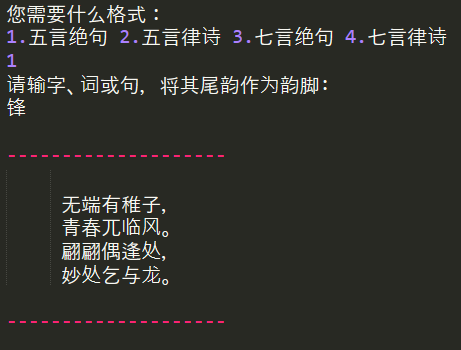 您需要什么格式：
1.五言绝句 2.五言律诗 3.七言绝句 4.七言律诗
1
请输字、词或句，将其尾韵作为韵脚：
锋
--------------------
无端有稚子，
青春兀临风。
翩翩偶逢处，
妙处乞与龙。
--------------------